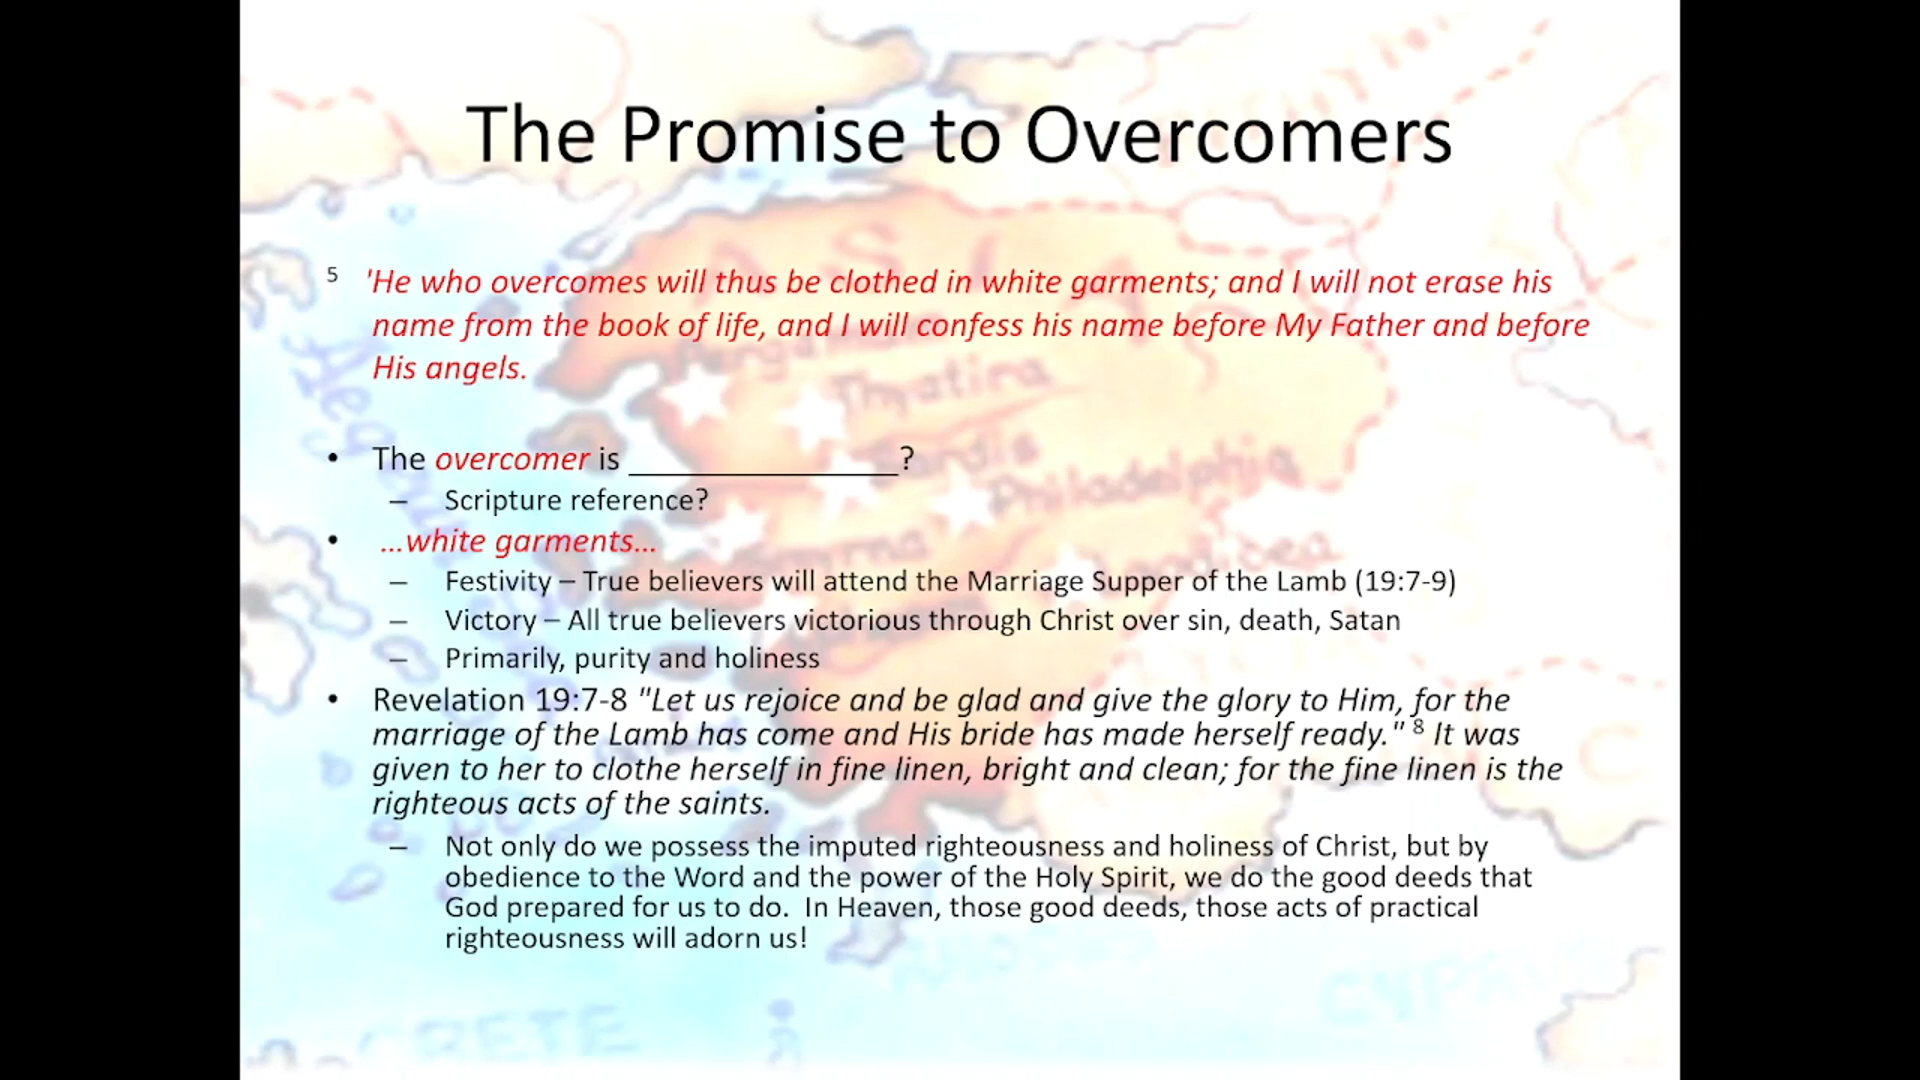 The Promise to Overcomers
5 'He who overcomes will thus be clothed in white garments; and I will not erase his
name from the book of life, and I will confess his name before My Father and before
His angels.
• The overcomer is _________________?
– Scripture reference?
• ...white garments...
– Festivity – True believers will attend the Marriage Supper of the Lamb (19:7-9)
– Victory – All true believers victorious through Christ over sin, death, Satan
– Primarily, purity and holiness
• Revelation 19:7-8 "Let us rejoice and be glad and give the glory to Him, for the
marriage of the Lamb has come and His bride has made herself ready." 8 It was
given to her to clothe herself in fine linen, bright and clean; for the fine linen is the
righteous acts of the saints.
– Not only do we possess the imputed righteousness and holiness of Christ, but by
obedience to the Word and the power of the Holy Spirit, we do the good deeds that
God prepared for us to do. In Heaven, those good deeds, those acts of practical
righteousness will adorn us!
ASIA
Thyatira
Philadelphia
CRETE